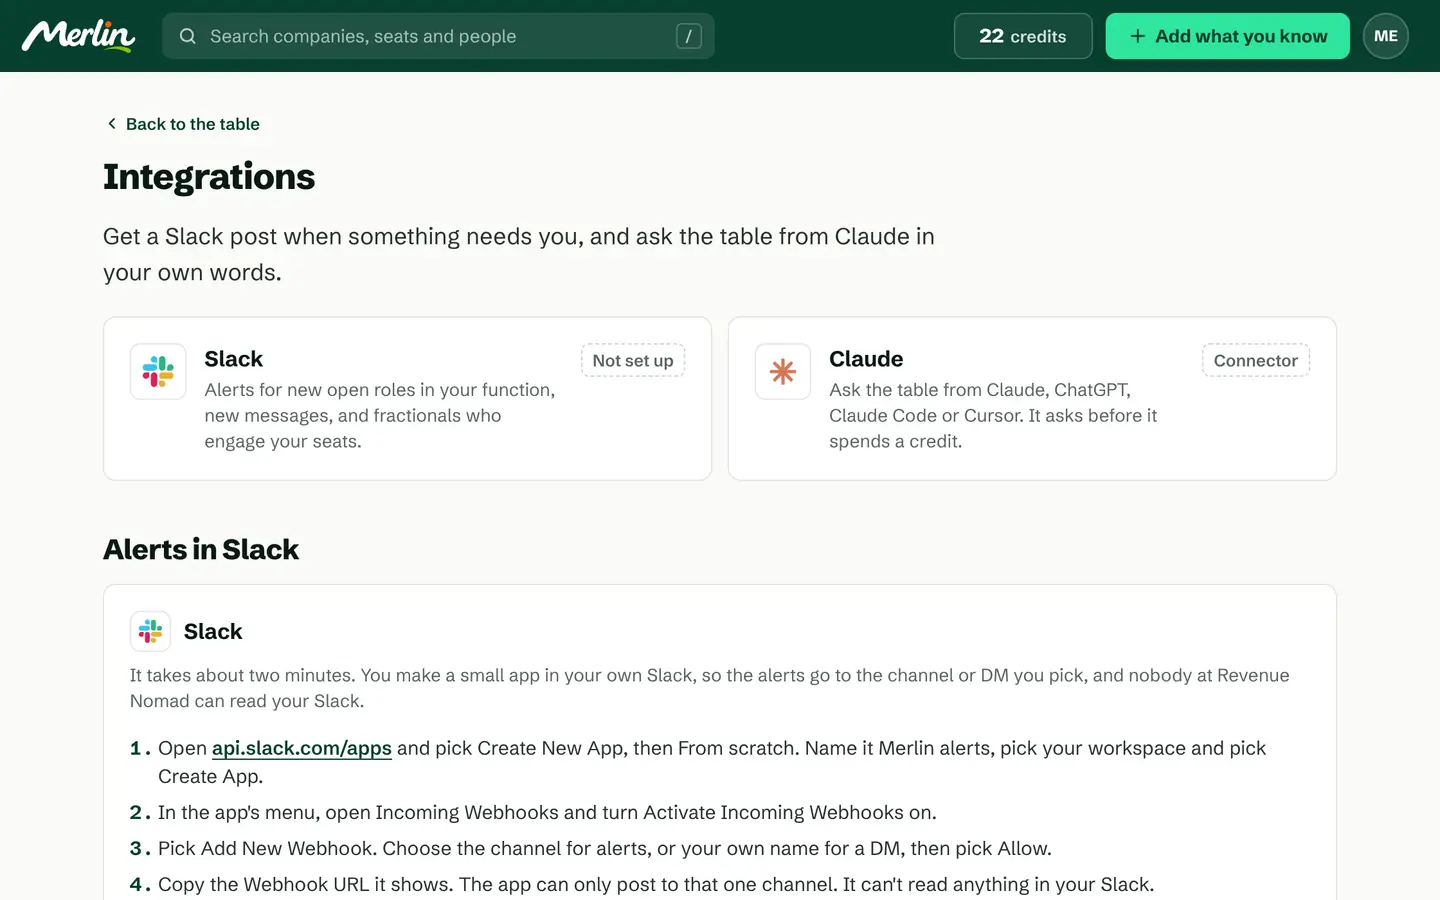 Merlin
Search companies, seats and people
/
22 credits
+ Add what you know
ME
Back to the table
Integrations
Get a Slack post when something needs you, and ask the table from Claude in
your own words.
Slack
Not set up
Alerts for new open roles in your function,
new messages, and fractionals who
engage your seats.
Claude
Connector
Ask the table from Claude, ChatGPT,
Claude Code or Cursor. It asks before it
spends a credit.
Alerts in Slack
Slack
It takes about two minutes. You make a small app in your own Slack, so the alerts go to the channel or DM you pick, and nobody at Revenue
Nomad can read your Slack.
1. Open api.slack.com/apps and pick Create New App, then From scratch. Name it Merlin alerts, pick your workspace and pick
Create App.
2. In the app's menu, open Incoming Webhooks and turn Activate Incoming Webhooks on.
3. Pick Add New Webhook. Choose the channel for alerts, or your own name for a DM, then pick Allow.
4. Copy the Webhook URL it shows. The app can only post to that one channel. It can't read anything in your Slack.